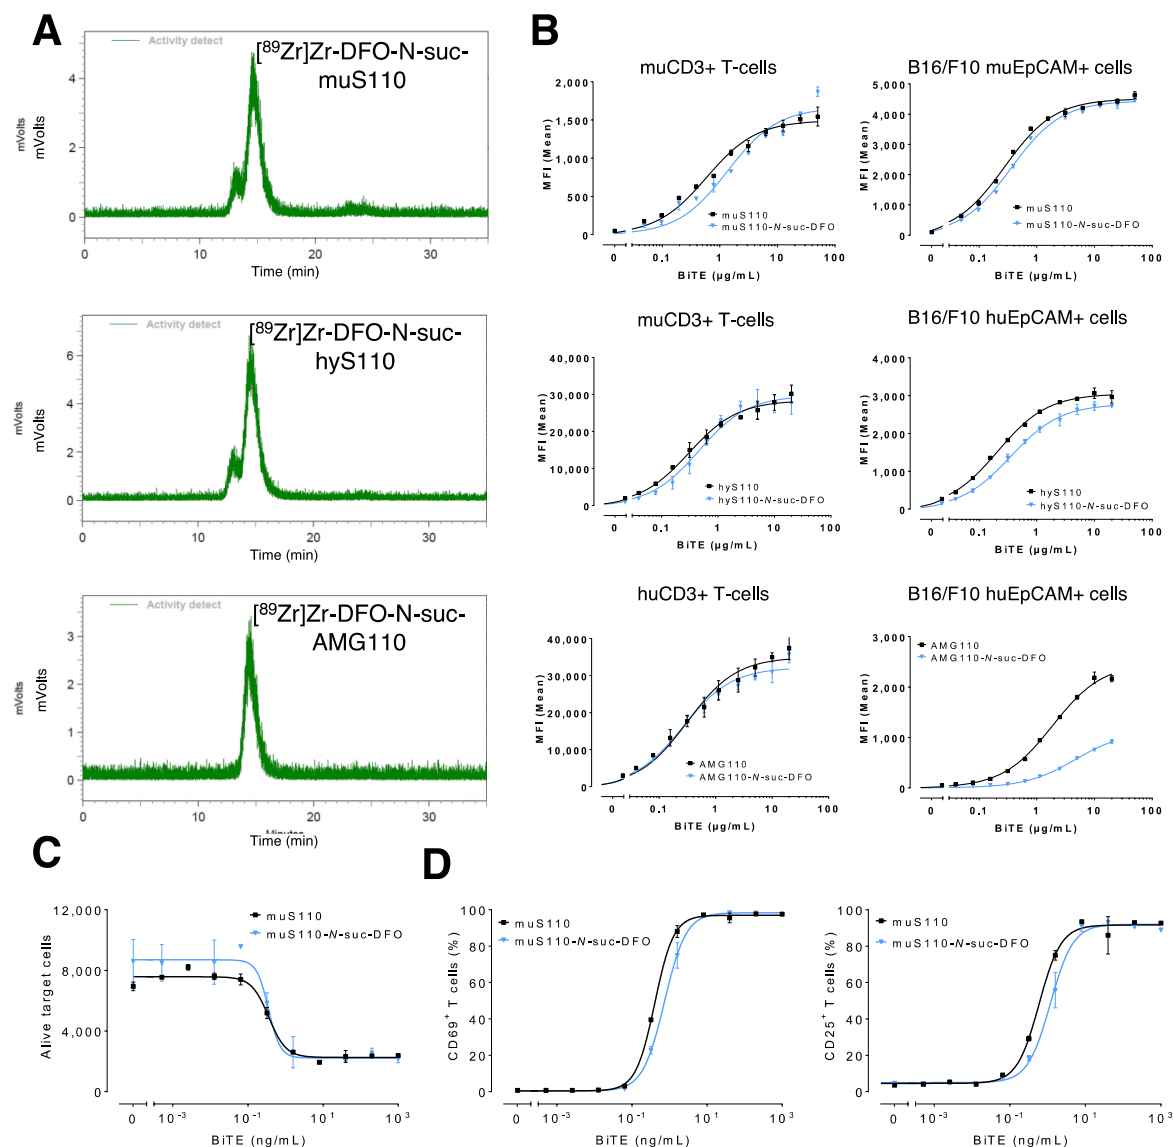 A
Activity detect
[⁸⁹Zr]Zr-DFO-N-suc-
muS110
mVolts
mVolts
4
2
0
0 10 20 30
Time (min)
Activity detect
[⁸⁹Zr]Zr-DFO-N-suc-
hyS110
mVolts
mVolts
6
4
2
0
0 10 20 30
Time (min)
Activity detect
[⁸⁹Zr]Zr-DFO-N-suc-
AMG110
mVolts
mVolts
3
2
1
0
0 10 20 30
Time (min)
B
muCD3+ T-cells
MFI (Mean)
2,000
1,500
1,000
500
0
muS110
muS110-N-suc-DFO
0 0.1 1 10 100
BiTE (µg/mL)
B16/F10 muEpCAM+ cells
MFI (Mean)
5,000
4,000
3,000
2,000
1,000
0
muS110
muS110-N-suc-DFO
0 0.1 1 10 100
BiTE (µg/mL)
muCD3+ T-cells
MFI (Mean)
40,000
30,000
20,000
10,000
0
hyS110
hyS110-N-suc-DFO
0 0.1 1 10 100
BiTE (µg/mL)
B16/F10 huEpCAM+ cells
MFI (Mean)
4,000
3,000
2,000
1,000
0
hyS110
hyS110-N-suc-DFO
0 0.1 1 10 100
BiTE (µg/mL)
huCD3+ T-cells
MFI (Mean)
40,000
30,000
20,000
10,000
0
AMG110
AMG110-N-suc-DFO
0 0.1 1 10 100
BiTE (µg/mL)
B16/F10 huEpCAM+ cells
MFI (Mean)
3,000
2,000
1,000
0
AMG110
AMG110-N-suc-DFO
0 0.1 1 10 100
BiTE (µg/mL)
C
Alive target cells
12,000
8,000
4,000
0
muS110
muS110-N-suc-DFO
0 10⁻³ 10⁻¹ 10¹ 10³
BiTE (ng/mL)
D
CD69⁺ T cells (%)
100
80
60
40
20
0
muS110
muS110-N-suc-DFO
0 10⁻³ 10⁻¹ 10¹ 10³
BiTE (ng/mL)
CD25⁺ T cells (%)
100
80
60
40
20
0
muS110
muS110-N-suc-DFO
0 10⁻³ 10⁻¹ 10¹ 10³
BiTE (ng/mL)